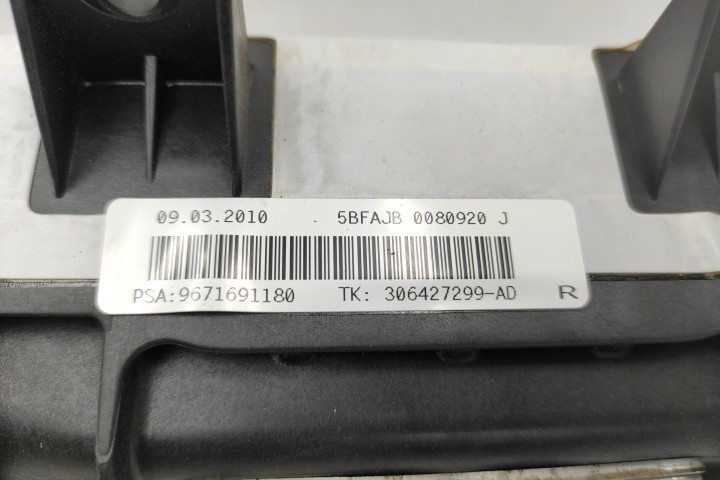 09.03.2010 . 5BFAJB 0080920 J
PSA:9671691180 TK: 306427299-AD R